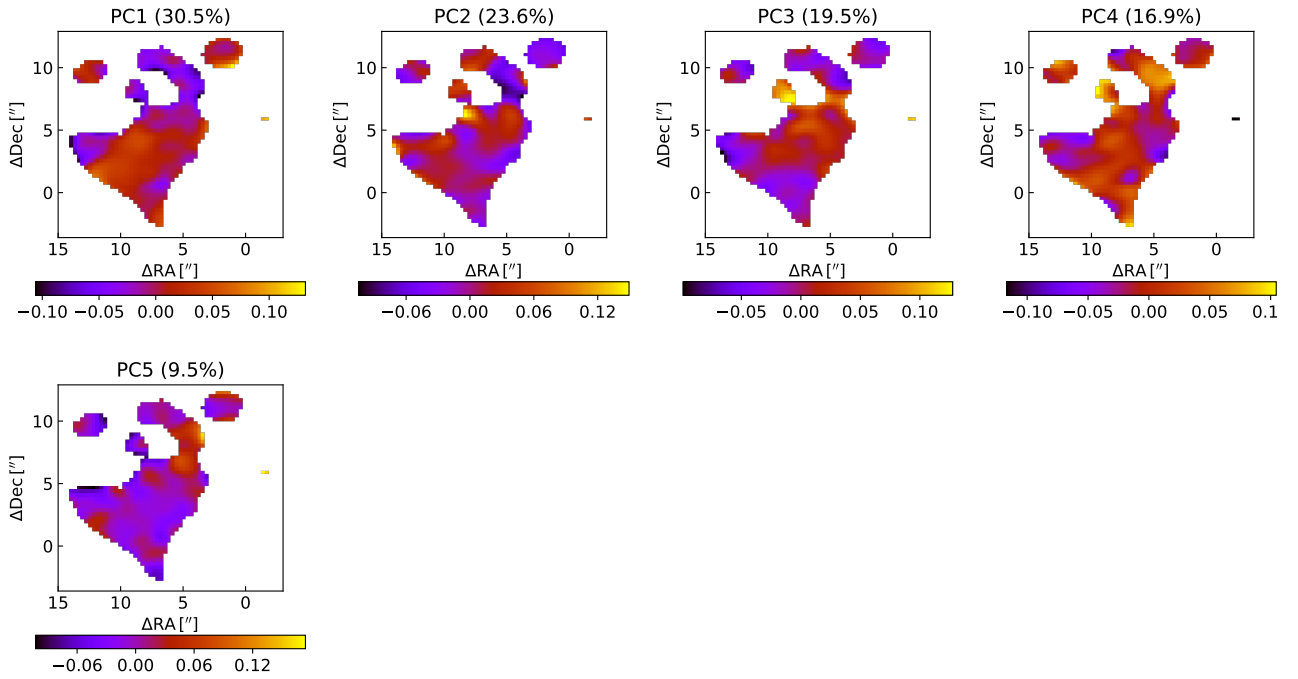 PC1 (30.5%) PC2 (23.6%) PC3 (19.5%) PC4 (16.9%)
ΔDec [″] ΔDec [″] ΔDec [″] ΔDec [″]
10 10 10 10
5 5 5 5
0 0 0 0
15 10 5 0 15 10 5 0 15 10 5 0 15 10 5 0
ΔRA [″] ΔRA [″] ΔRA [″] ΔRA [″]
−0.10 −0.05 0.00 0.05 0.10 −0.06 0.00 0.06 0.12 −0.05 0.00 0.05 0.10 −0.10 −0.05 0.00 0.05 0.1
PC5 (9.5%)
ΔDec [″]
10
5
0
15 10 5 0
ΔRA [″]
−0.06 0.00 0.06 0.12